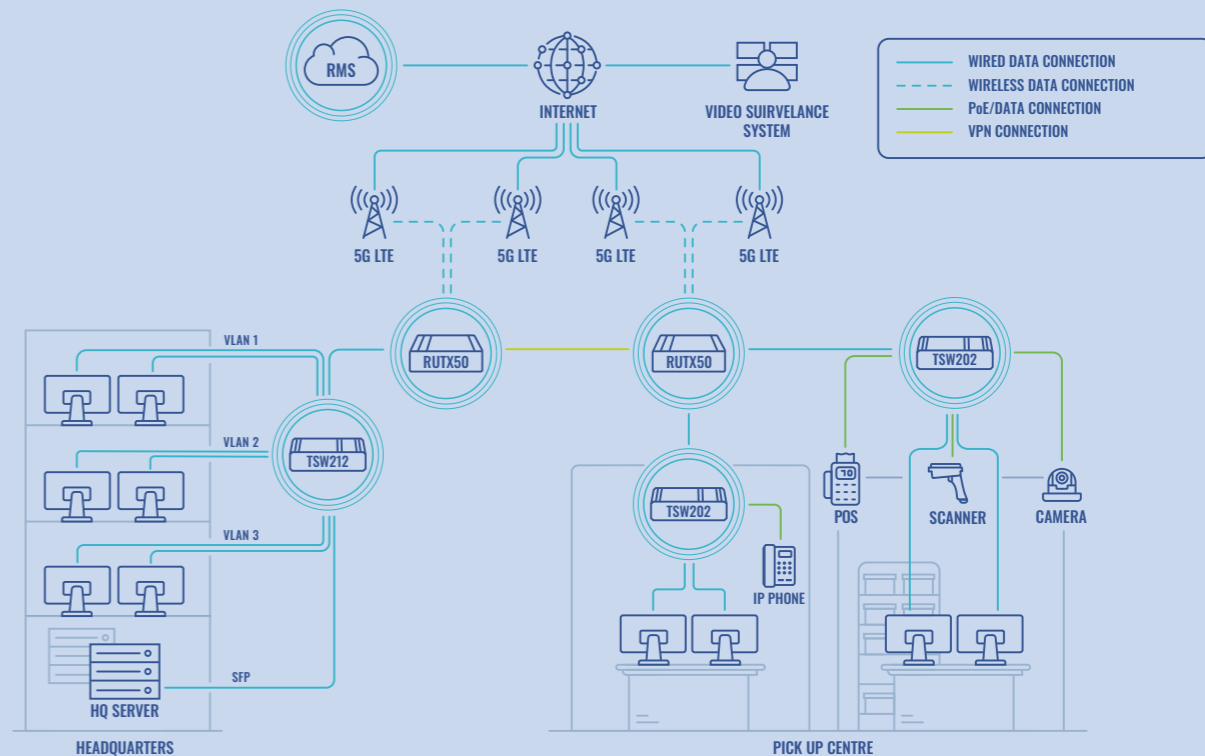 RMS
INTERNET
VIDEO SUIRVELANCE
SYSTEM
WIRED DATA CONNECTION
WIRELESS DATA CONNECTION
PoE/DATA CONNECTION
VPN CONNECTION
5G LTE
5G LTE
5G LTE
5G LTE
VLAN 1
RUTX50
RUTX50
TSW202
VLAN 2
TSW212
VLAN 3
TSW202
IP PHONE
70
POS
SCANNER
CAMERA
SFP
HQ SERVER
HEADQUARTERS
PICK UP CENTRE